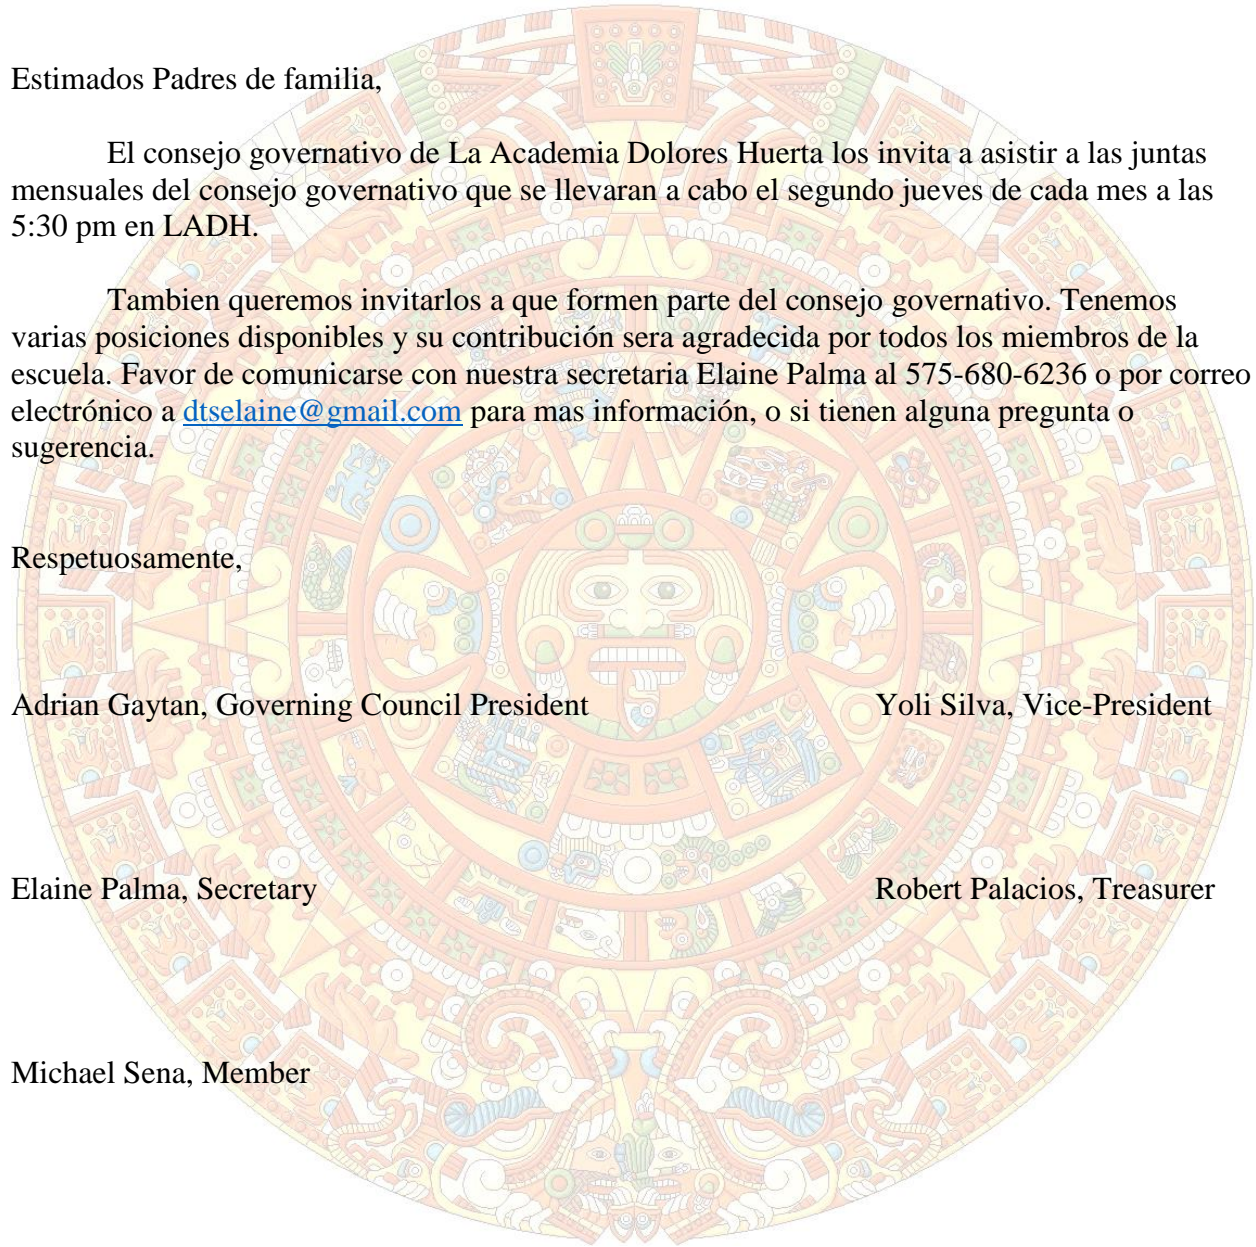 Estimados Padres de familia,
El consejo governativo de La Academia Dolores Huerta los invita a asistir a las juntas
mensuales del consejo governativo que se llevaran a cabo el segundo jueves de cada mes a las
5:30 pm en LADH.
Tambien queremos invitarlos a que formen parte del consejo governativo. Tenemos
varias posiciones disponibles y su contribución sera agradecida por todos los miembros de la
escuela. Favor de comunicarse con nuestra secretaria Elaine Palma al 575-680-6236 o por correo
electrónico a dtselaine@gmail.com para mas información, o si tienen alguna pregunta o
sugerencia.
Respetuosamente,
Adrian Gaytan, Governing Council President Yoli Silva, Vice-President
Elaine Palma, Secretary Robert Palacios, Treasurer
Michael Sena, Member